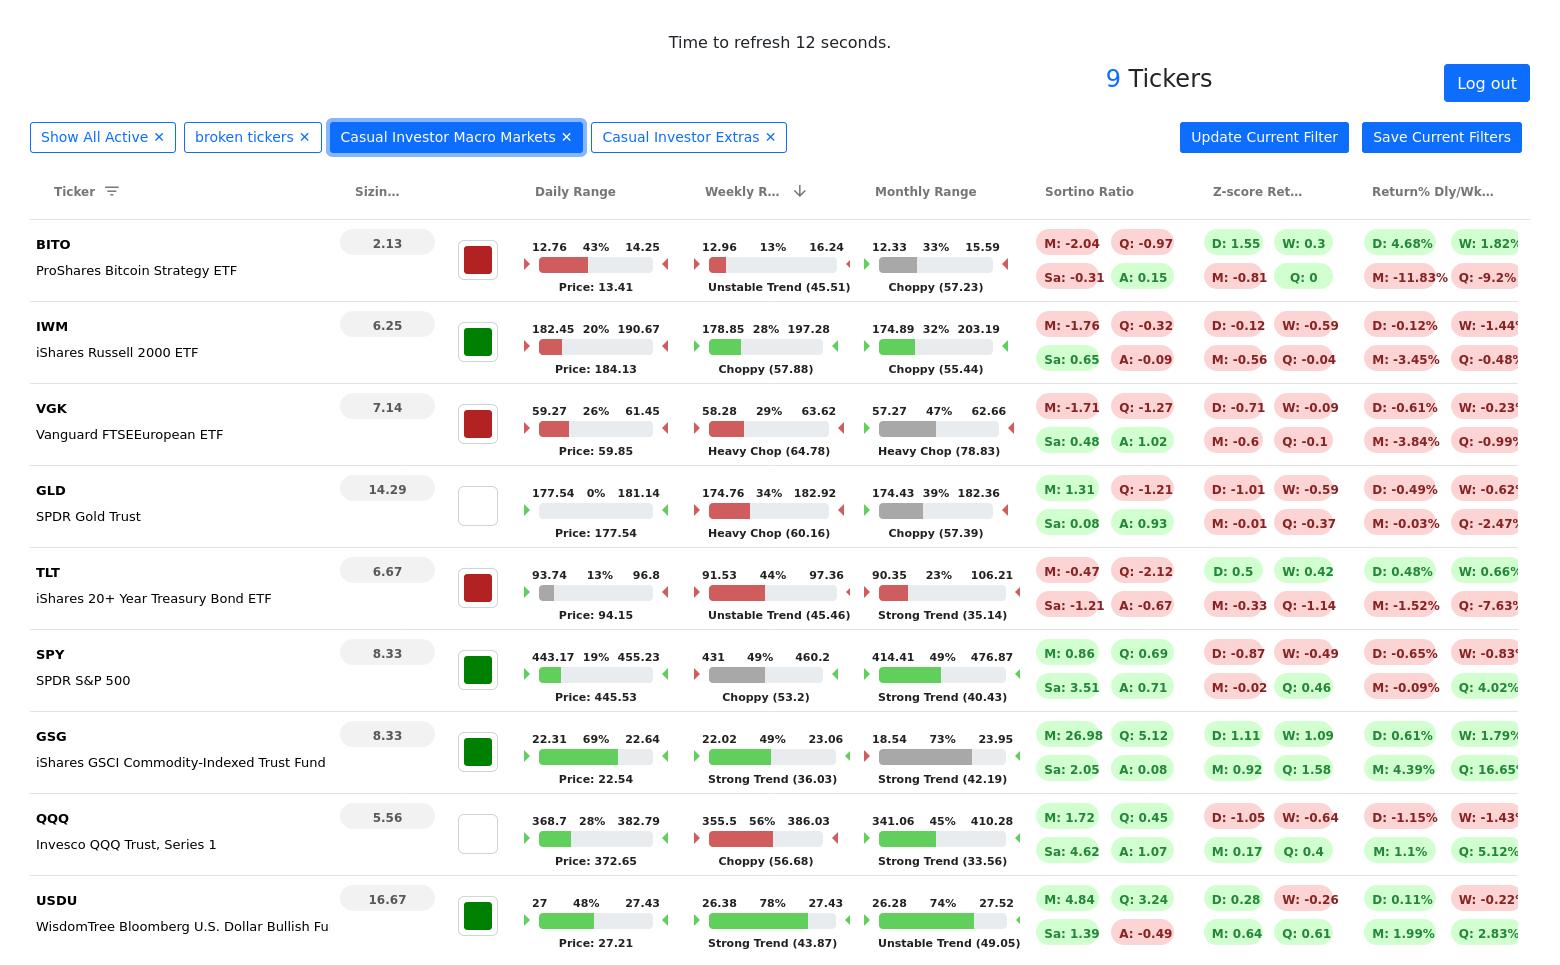 Time to refresh 12 seconds.
9 Tickers
Log out
Show All Active ✕ broken tickers ✕ Casual Investor Macro Markets ✕ Casual Investor Extras ✕ Update Current Filter Save Current Filters
Ticker Sizin... Daily Range Weekly R... Monthly Range Sortino Ratio Z-score Ret... Return% Dly/Wk...
BITO 2.13 12.76 43% 14.25 12.96 13% 16.24 12.33 33% 15.59 M: -2.04 Q: -0.97 D: 1.55 W: 0.3 D: 4.68% W: 1.82%
ProShares Bitcoin Strategy ETF Price: 13.41 Unstable Trend (45.51) Choppy (57.23) Sa: -0.31 A: 0.15 M: -0.81 Q: 0 M: -11.83% Q: -9.2%
IWM 6.25 182.45 20% 190.67 178.85 28% 197.28 174.89 32% 203.19 M: -1.76 Q: -0.32 D: -0.12 W: -0.59 D: -0.12% W: -1.44%
iShares Russell 2000 ETF Price: 184.13 Choppy (57.88) Choppy (55.44) Sa: 0.65 A: -0.09 M: -0.56 Q: -0.04 M: -3.45% Q: -0.48%
VGK 7.14 59.27 26% 61.45 58.28 29% 63.62 57.27 47% 62.66 M: -1.71 Q: -1.27 D: -0.71 W: -0.09 D: -0.61% W: -0.23%
Vanguard FTSEEuropean ETF Price: 59.85 Heavy Chop (64.78) Heavy Chop (78.83) Sa: 0.48 A: 1.02 M: -0.6 Q: -0.1 M: -3.84% Q: -0.99%
GLD 14.29 177.54 0% 181.14 174.76 34% 182.92 174.43 39% 182.36 M: 1.31 Q: -1.21 D: -1.01 W: -0.59 D: -0.49% W: -0.62%
SPDR Gold Trust Price: 177.54 Heavy Chop (60.16) Choppy (57.39) Sa: 0.08 A: 0.93 M: -0.01 Q: -0.37 M: -0.03% Q: -2.47%
TLT 6.67 93.74 13% 96.8 91.53 44% 97.36 90.35 23% 106.21 M: -0.47 Q: -2.12 D: 0.5 W: 0.42 D: 0.48% W: 0.66%
iShares 20+ Year Treasury Bond ETF Price: 94.15 Unstable Trend (45.46) Strong Trend (35.14) Sa: -1.21 A: -0.67 M: -0.33 Q: -1.14 M: -1.52% Q: -7.63%
SPY 8.33 443.17 19% 455.23 431 49% 460.2 414.41 49% 476.87 M: 0.86 Q: 0.69 D: -0.87 W: -0.49 D: -0.65% W: -0.83%
SPDR S&P 500 Price: 445.53 Choppy (53.2) Strong Trend (40.43) Sa: 3.51 A: 0.71 M: -0.02 Q: 0.46 M: -0.09% Q: 4.02%
GSG 8.33 22.31 69% 22.64 22.02 49% 23.06 18.54 73% 23.95 M: 26.98 Q: 5.12 D: 1.11 W: 1.09 D: 0.61% W: 1.79%
iShares GSCI Commodity-Indexed Trust Fund Price: 22.54 Strong Trend (36.03) Strong Trend (42.19) Sa: 2.05 A: 0.08 M: 0.92 Q: 1.58 M: 4.39% Q: 16.65%
QQQ 5.56 368.7 28% 382.79 355.5 56% 386.03 341.06 45% 410.28 M: 1.72 Q: 0.45 D: -1.05 W: -0.64 D: -1.15% W: -1.43%
Invesco QQQ Trust, Series 1 Price: 372.65 Choppy (56.68) Strong Trend (33.56) Sa: 4.62 A: 1.07 M: 0.17 Q: 0.4 M: 1.1% Q: 5.12%
USDU 16.67 27 48% 27.43 26.38 78% 27.43 26.28 74% 27.52 M: 4.84 Q: 3.24 D: 0.28 W: -0.26 D: 0.11% W: -0.22%
WisdomTree Bloomberg U.S. Dollar Bullish Fu Price: 27.21 Strong Trend (43.87) Unstable Trend (49.05) Sa: 1.39 A: -0.49 M: 0.64 Q: 0.61 M: 1.99% Q: 2.83%